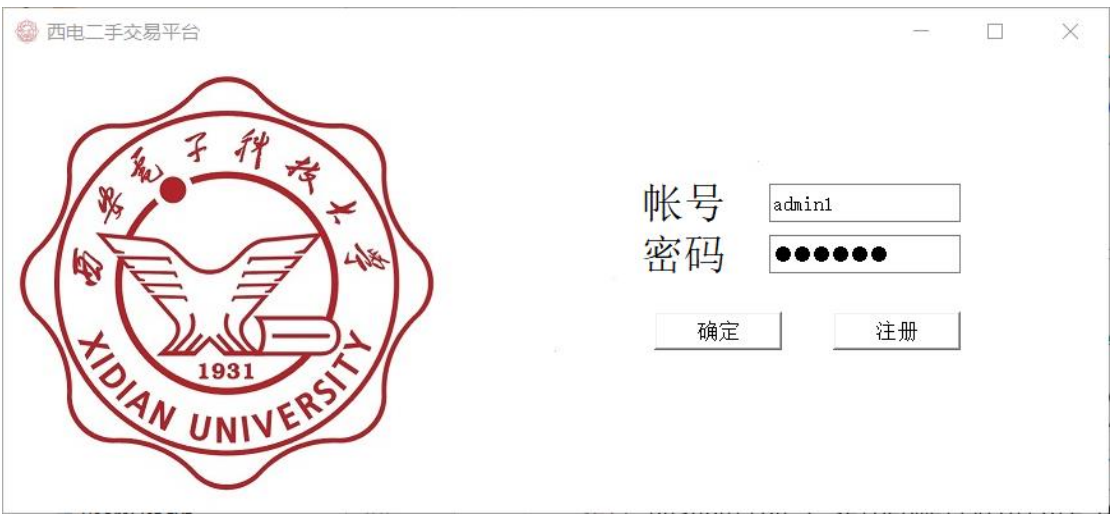 西电二手交易平台
西安电子科技大学
1931
XIDIAN UNIVERSITY
帐号 admin1
密码 ●●●●●●
确定 注册